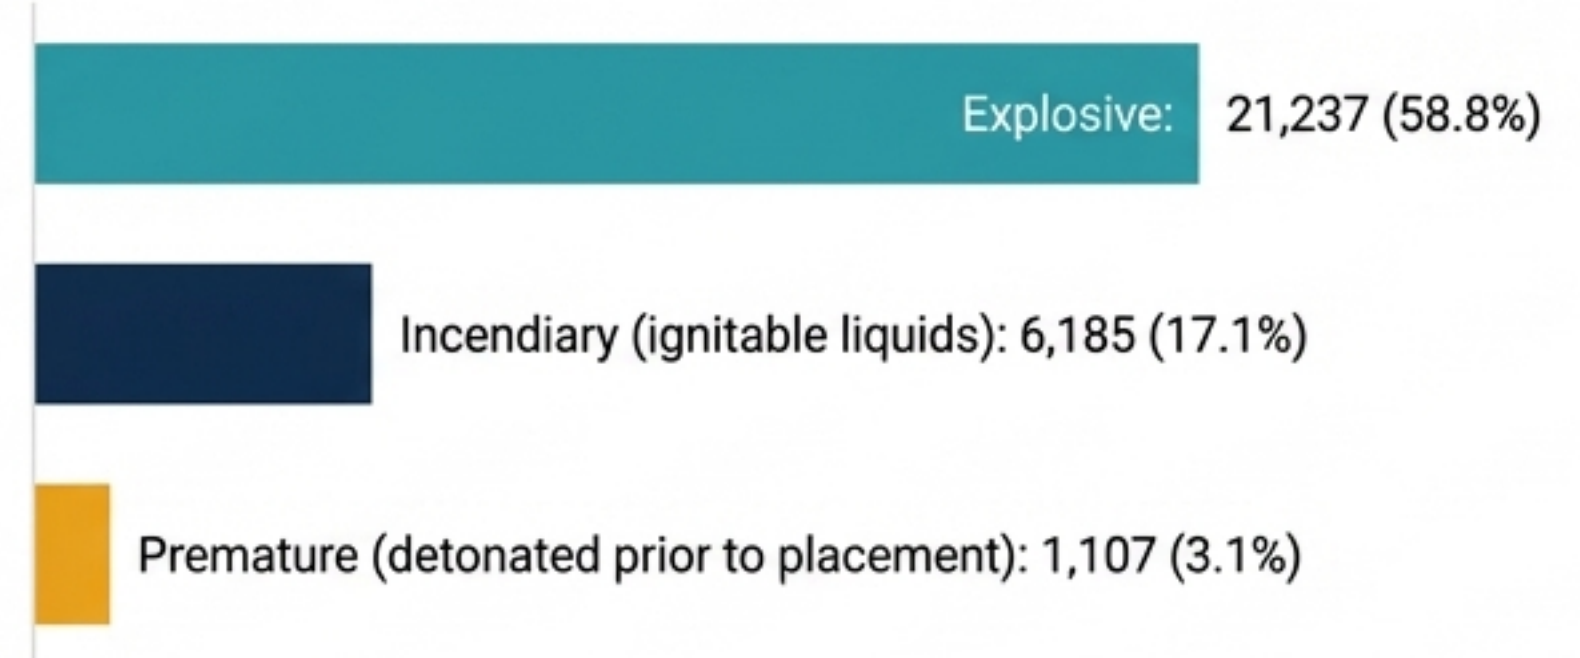 Explosive: 21,237 (58.8%)
Incendiary (ignitable liquids): 6,185 (17.1%)
Premature (detonated prior to placement): 1,107 (3.1%)